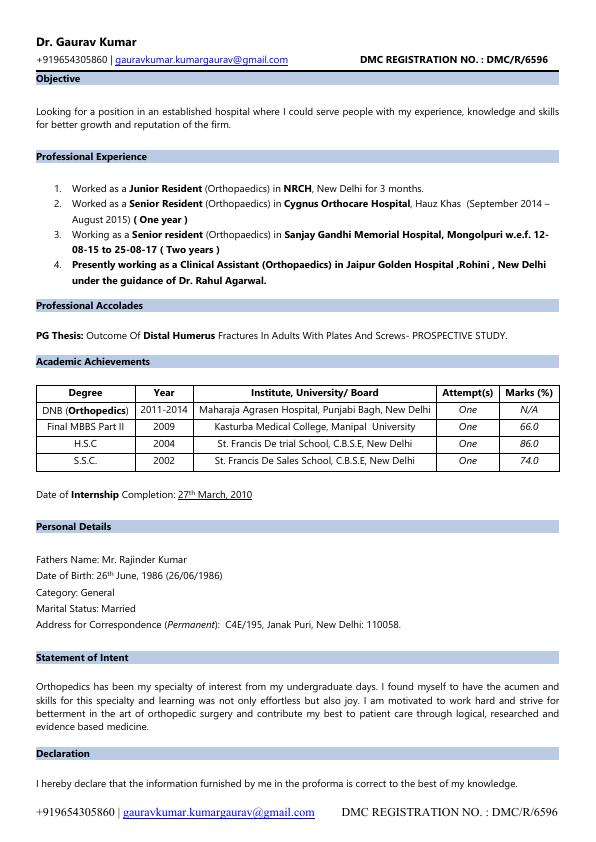 Dr. Gaurav Kumar
+919654305860 | gauravkumar.kumargaurav@gmail.com DMC REGISTRATION NO. : DMC/R/6596
Objective
Looking for a position in an established hospital where I could serve people with my experience, knowledge and skills
for better growth and reputation of the firm.
Professional Experience
1. Worked as a Junior Resident (Orthopaedics) in NRCH, New Delhi for 3 months.
2. Worked as a Senior Resident (Orthopaedics) in Cygnus Orthocare Hospital, Hauz Khas (September 2014 –
August 2015) ( One year )
3. Working as a Senior resident (Orthopaedics) in Sanjay Gandhi Memorial Hospital, Mongolpuri w.e.f. 12-
08-15 to 25-08-17 ( Two years )
4. Presently working as a Clinical Assistant (Orthopaedics) in Jaipur Golden Hospital ,Rohini , New Delhi
under the guidance of Dr. Rahul Agarwal.
Professional Accolades
PG Thesis: Outcome Of Distal Humerus Fractures In Adults With Plates And Screws- PROSPECTIVE STUDY.
Academic Achievements
Degree Year Institute, University/ Board Attempt(s) Marks (%)
DNB (Orthopedics) 2011-2014 Maharaja Agrasen Hospital, Punjabi Bagh, New Delhi One N/A
Final MBBS Part II 2009 Kasturba Medical College, Manipal University One 66.0
H.S.C 2004 St. Francis De trial School, C.B.S.E, New Delhi One 86.0
S.S.C. 2002 St. Francis De Sales School, C.B.S.E, New Delhi One 74.0
Date of Internship Completion: 27th March, 2010
Personal Details
Fathers Name: Mr. Rajinder Kumar
Date of Birth: 26th June, 1986 (26/06/1986)
Category: General
Marital Status: Married
Address for Correspondence (Permanent): C4E/195, Janak Puri, New Delhi: 110058.
Statement of Intent
Orthopedics has been my specialty of interest from my undergraduate days. I found myself to have the acumen and
skills for this specialty and learning was not only effortless but also joy. I am motivated to work hard and strive for
betterment in the art of orthopedic surgery and contribute my best to patient care through logical, researched and
evidence based medicine.
Declaration
I hereby declare that the information furnished by me in the proforma is correct to the best of my knowledge.
+919654305860 | gauravkumar.kumargaurav@gmail.com DMC REGISTRATION NO. : DMC/R/6596